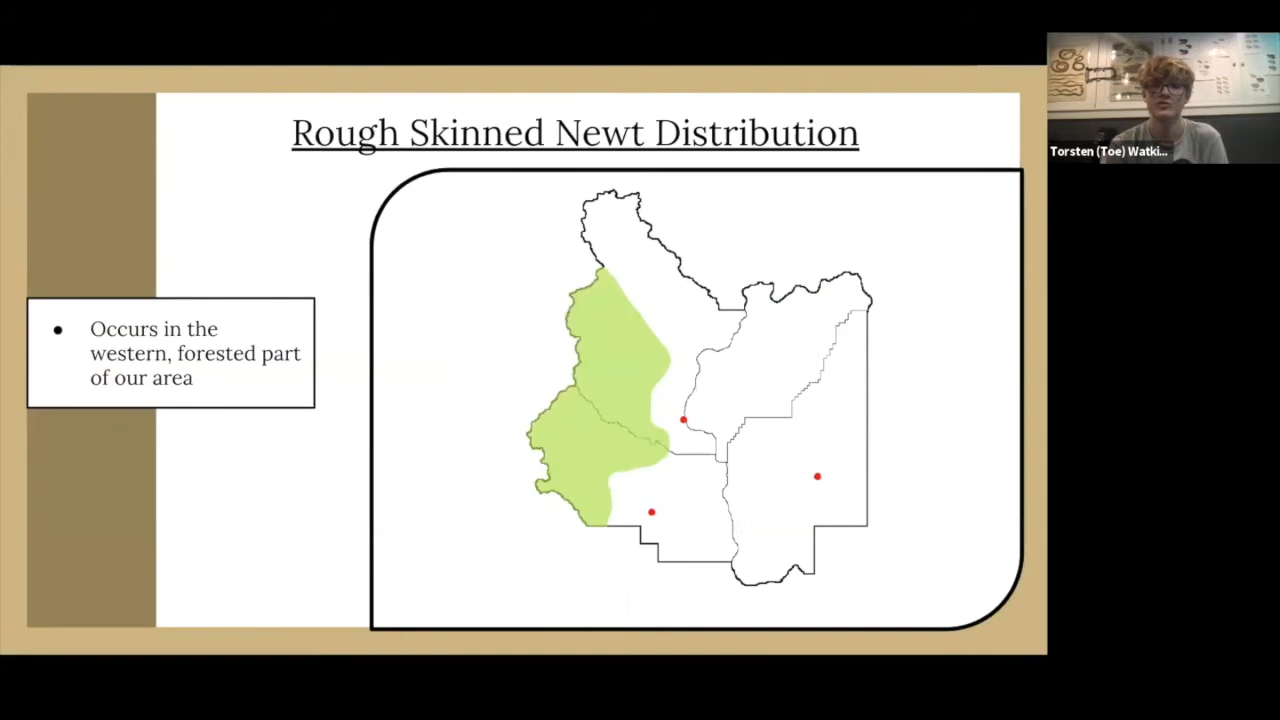 Rough Skinned Newt Distribution
Torsten (Toe) Watki...
● Occurs in the
western, forested part
of our area